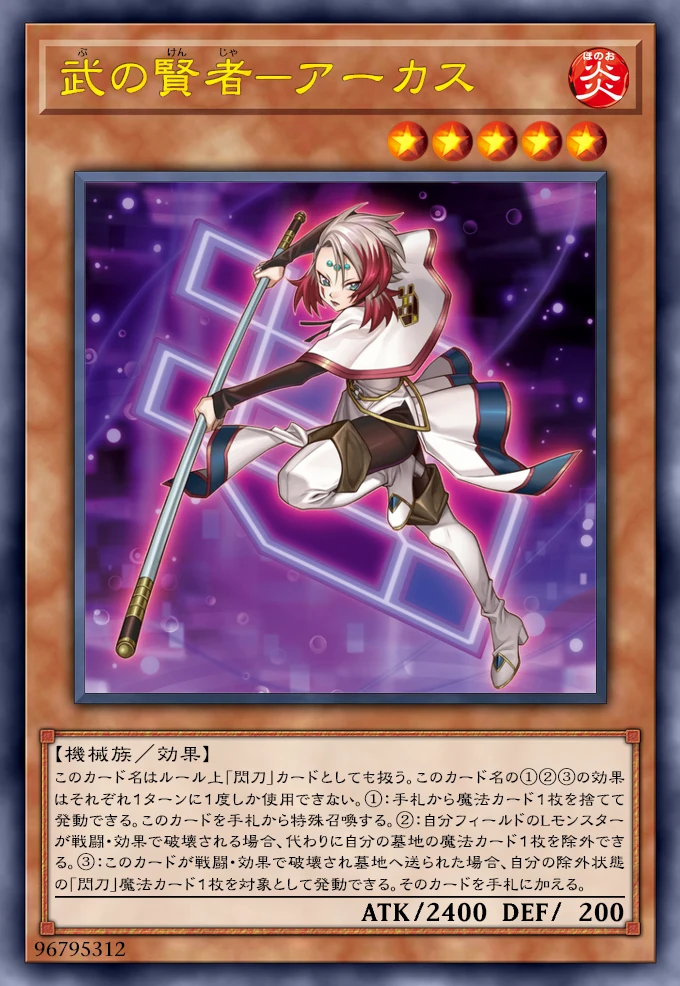 ぶ けん じゃ
武の賢者－アーカス
ほのお
炎
【機械族／効果】
このカード名はルール上「閃刀」カードとしても扱う。このカード名の①②③の効果
はそれぞれ1ターンに1度しか使用できない。①：手札から魔法カード1枚を捨てて
発動できる。このカードを手札から特殊召喚する。②：自分フィールドのLモンスター
が戦闘・効果で破壊される場合、代わりに自分の墓地の魔法カード1枚を除外でき
る。③：このカードが戦闘・効果で破壊され墓地へ送られた場合、自分の除外状態
の「閃刀」魔法カード1枚を対象として発動できる。そのカードを手札に加える。
ATK/2400 DEF/ 200
96795312